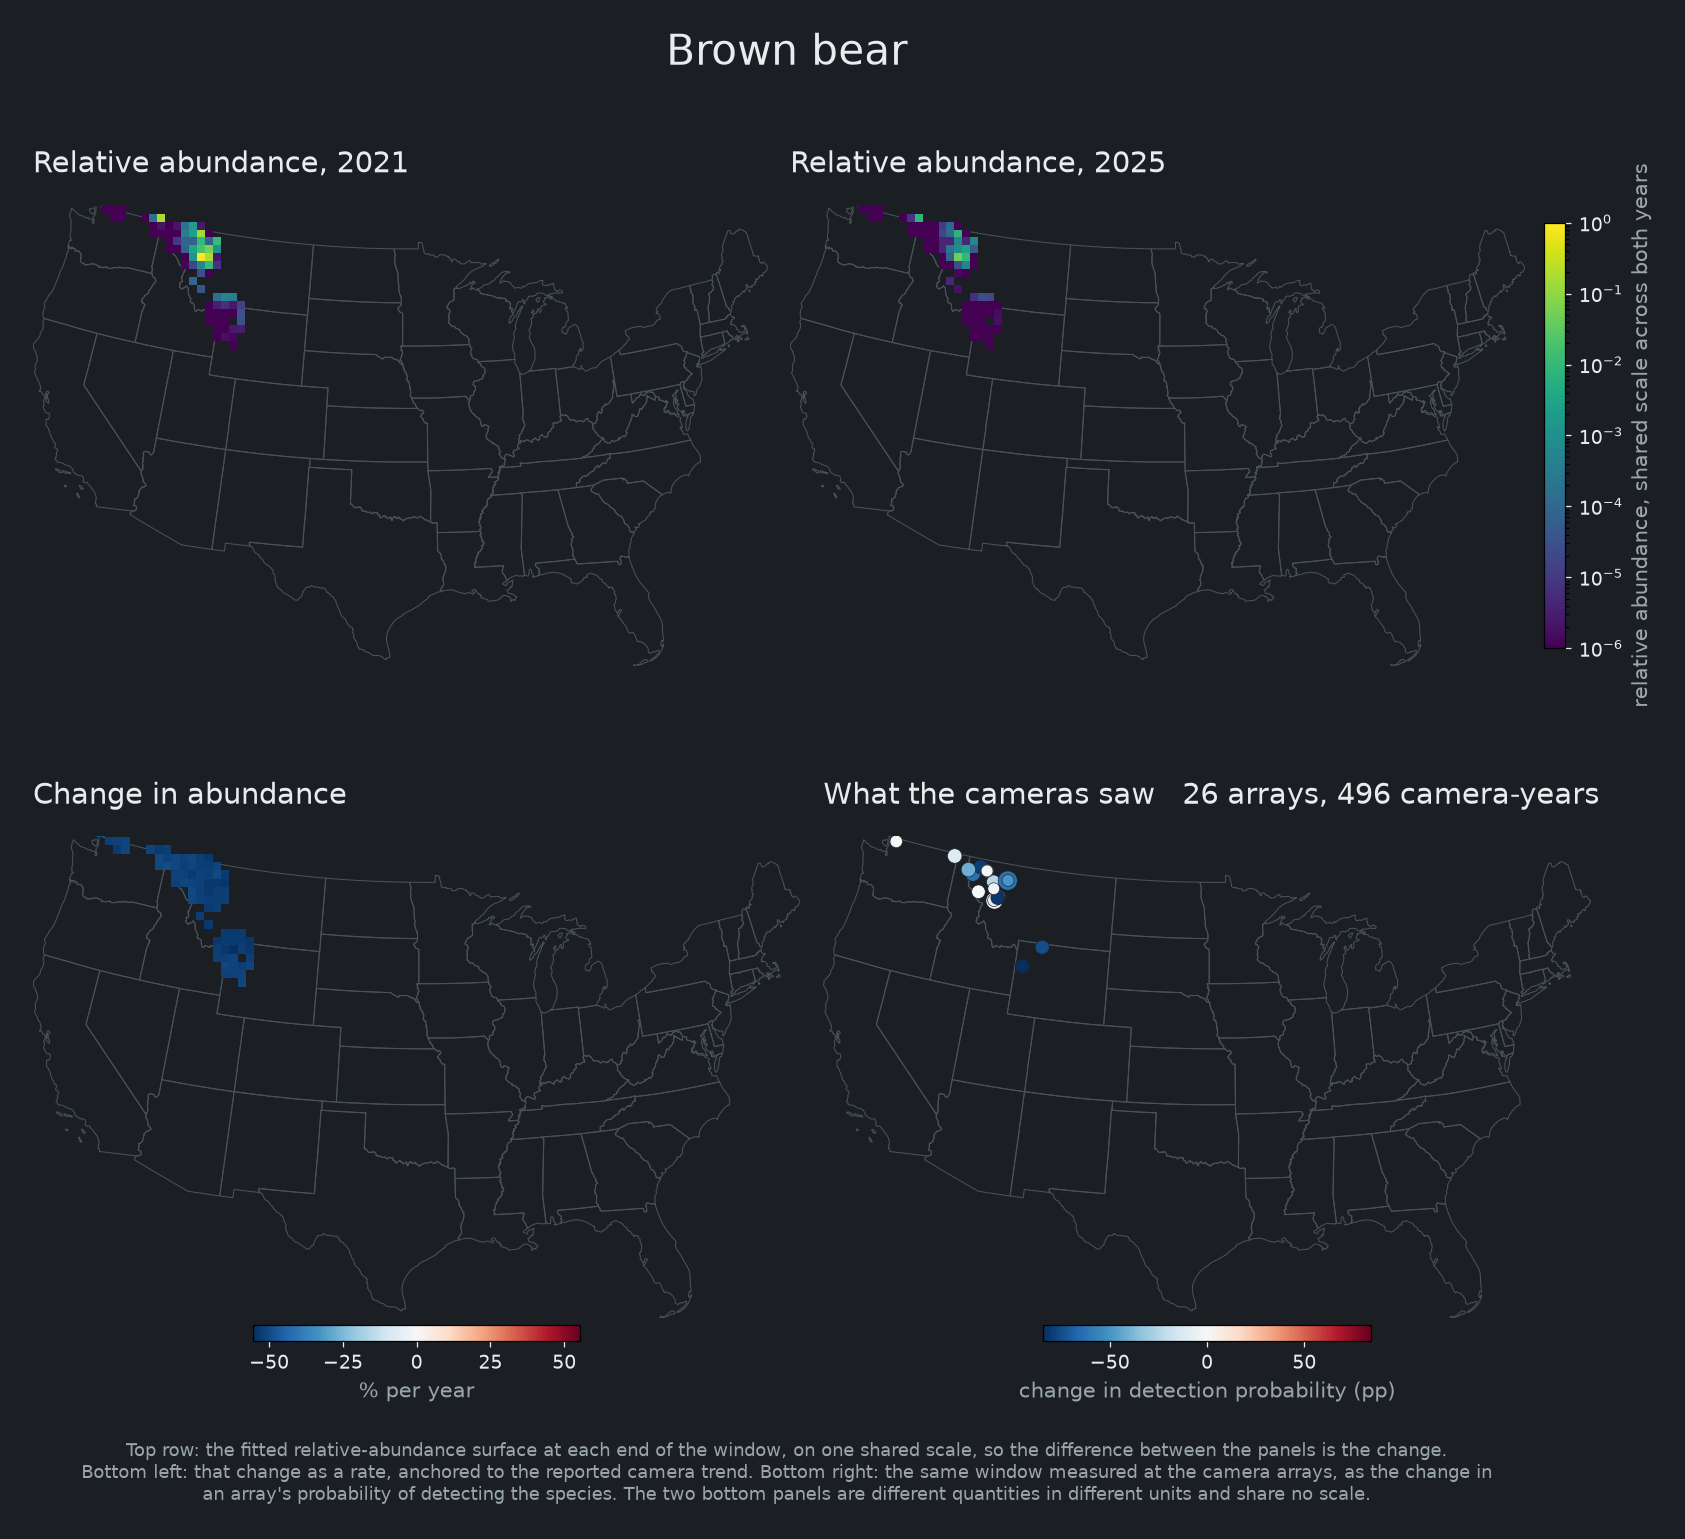 Brown bear
Relative abundance, 2021
Relative abundance, 2025
10⁰
10⁻¹
10⁻²
10⁻³
10⁻⁴
10⁻⁵
10⁻⁶
relative abundance, shared scale across both years
Change in abundance
What the cameras saw 26 arrays, 496 camera-years
−50 −25 0 25 50
% per year
−50 0 50
change in detection probability (pp)
Top row: the fitted relative-abundance surface at each end of the window, on one shared scale, so the difference between the panels is the change.
Bottom left: that change as a rate, anchored to the reported camera trend. Bottom right: the same window measured at the camera arrays, as the change in
an array's probability of detecting the species. The two bottom panels are different quantities in different units and share no scale.